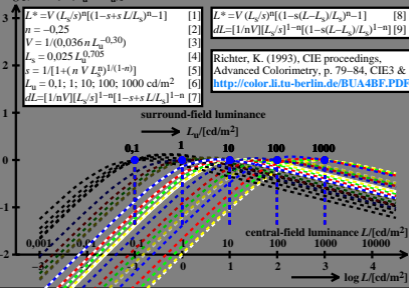 L*=V (Ls/s)^n[(1-s+s L/Ls)^n-1] [1]
n = -0,25 [2]
V = 1/(0,036 n Lu^-0,30) [3]
Ls = 0,025 Lu^0,705 [4]
s = 1/[1+( n V Ls^n)^1/(1-n)] [5]
Lu = 0,1; 1; 10; 100; 1000 cd/m² [6]
dL=[1/nV][Ls/s]^1-n[1-s+s L/Ls]^1-n [7]
L*=V (Ls/s)^n[(1-s(L-Ls)/Ls)^n-1] [8]
dL=[1/nV][Ls/s]^1-n[1-s(L-Ls)/Ls]^1-n [9]
Richter, K. (1993), CIE proceedings,
Advanced Colorimetry, p. 79–84, CIE3 &
http://color.li.tu-berlin.de/BUA4BF.PDF
surround-field luminance
Lu/[cd/m²]
0,1 1 10 100 1000
0
-1
central-field luminance L/[cd/m²]
0,001 0,1 1 10 100 1000 10000
-2
0 1 2 3 4
log L/[cd/m²]